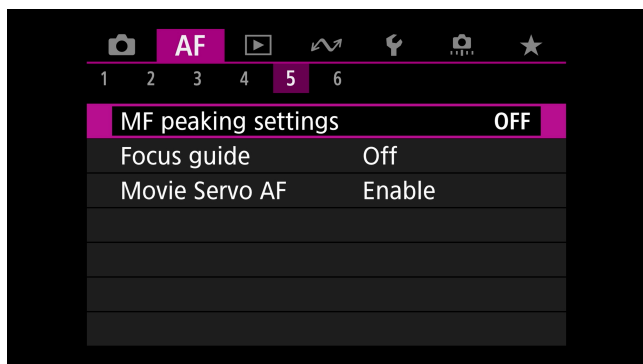 AF
1 2 3 4 5 6
MF peaking settings OFF
Focus guide Off
Movie Servo AF Enable